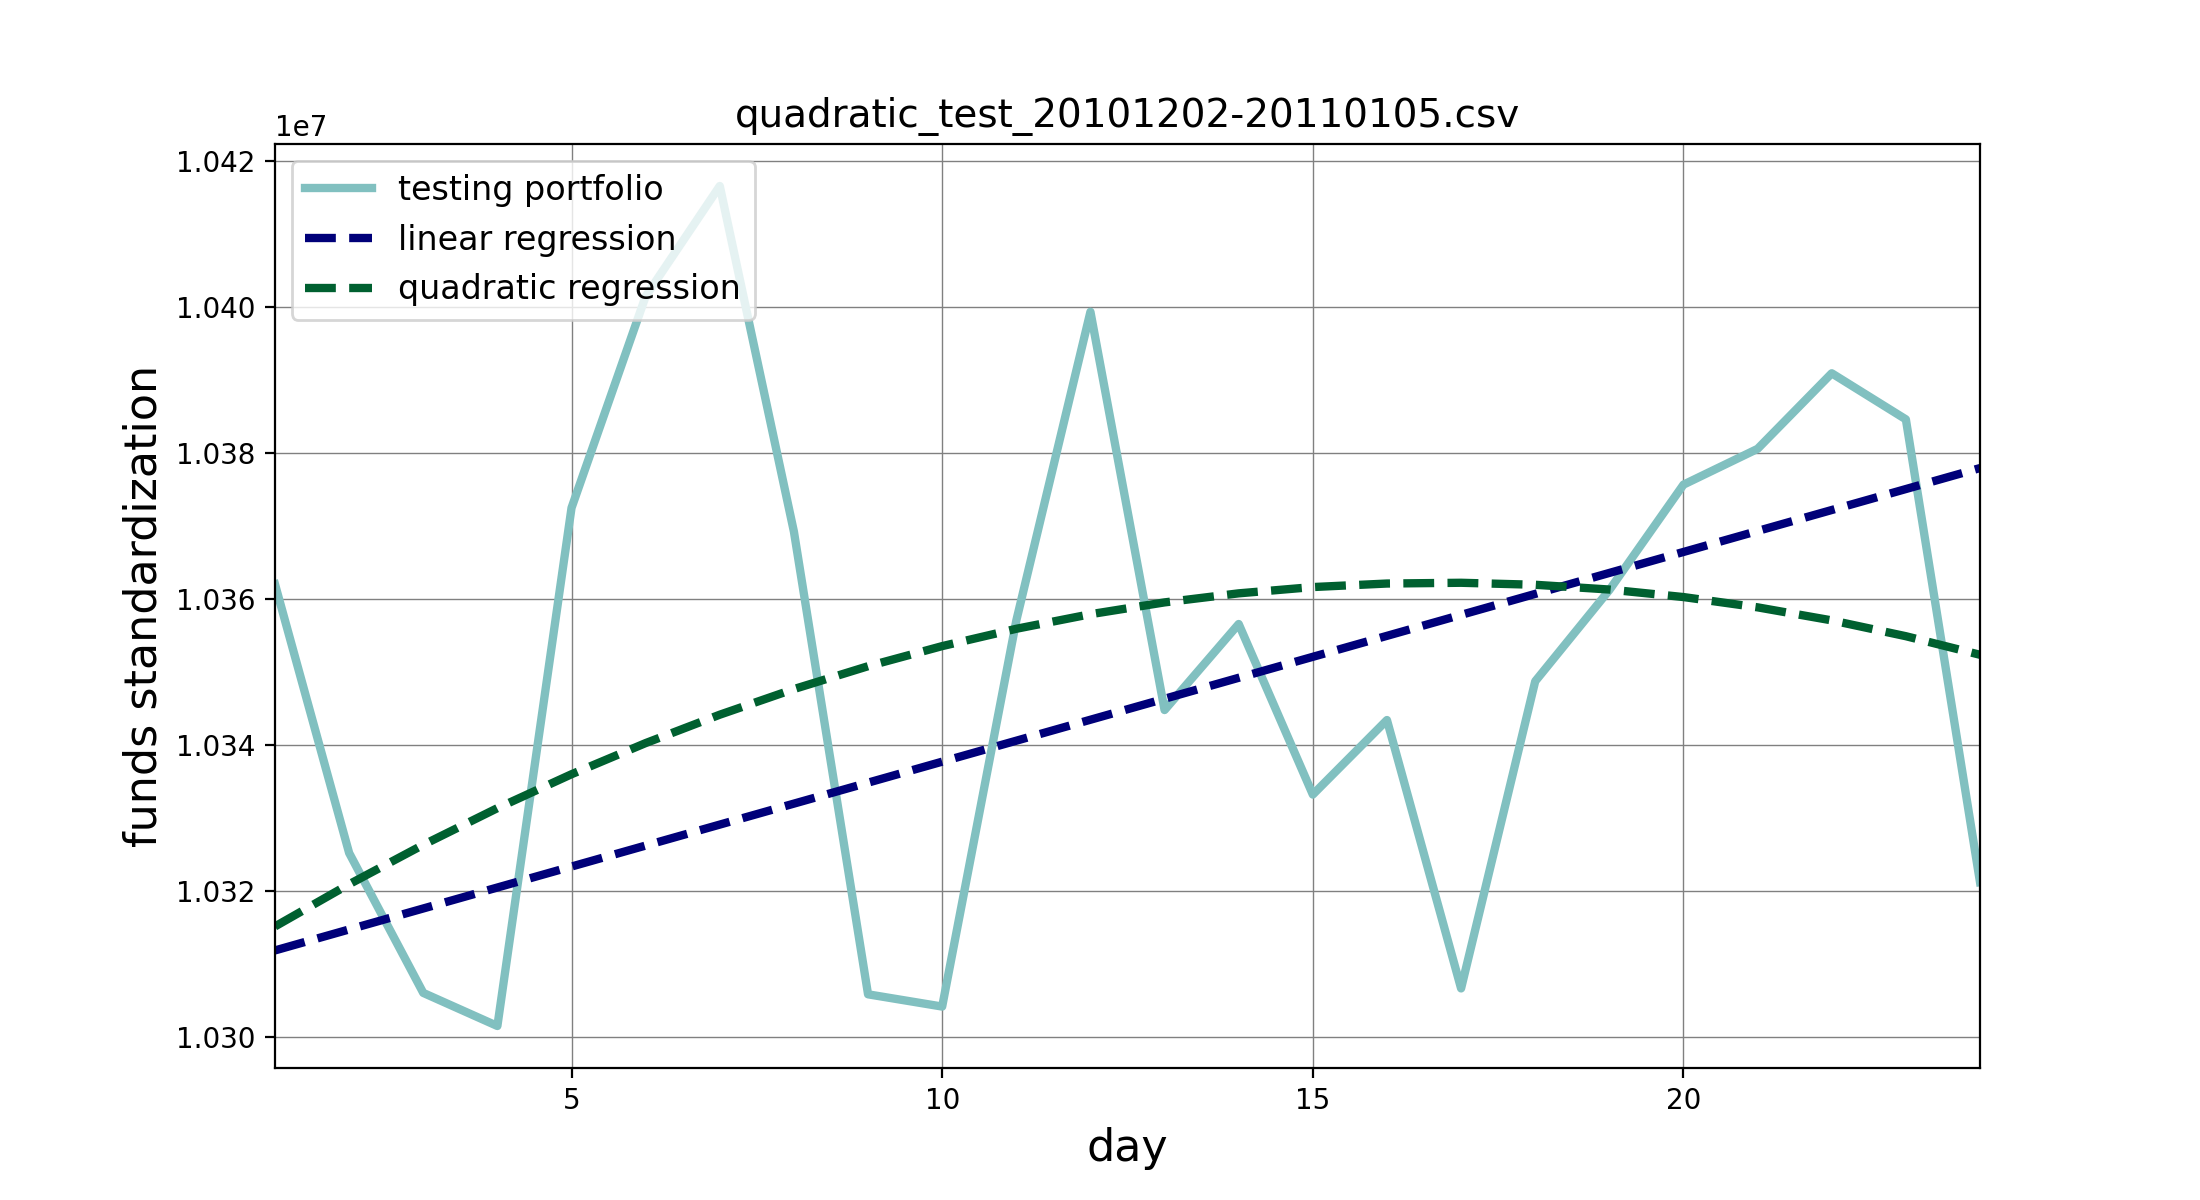 quadratic_test_20101202-20110105.csv
1e7
1.042
1.040
1.038
1.036
1.034
1.032
1.030
funds standardization
testing portfolio
linear regression
quadratic regression
5 10 15 20
day